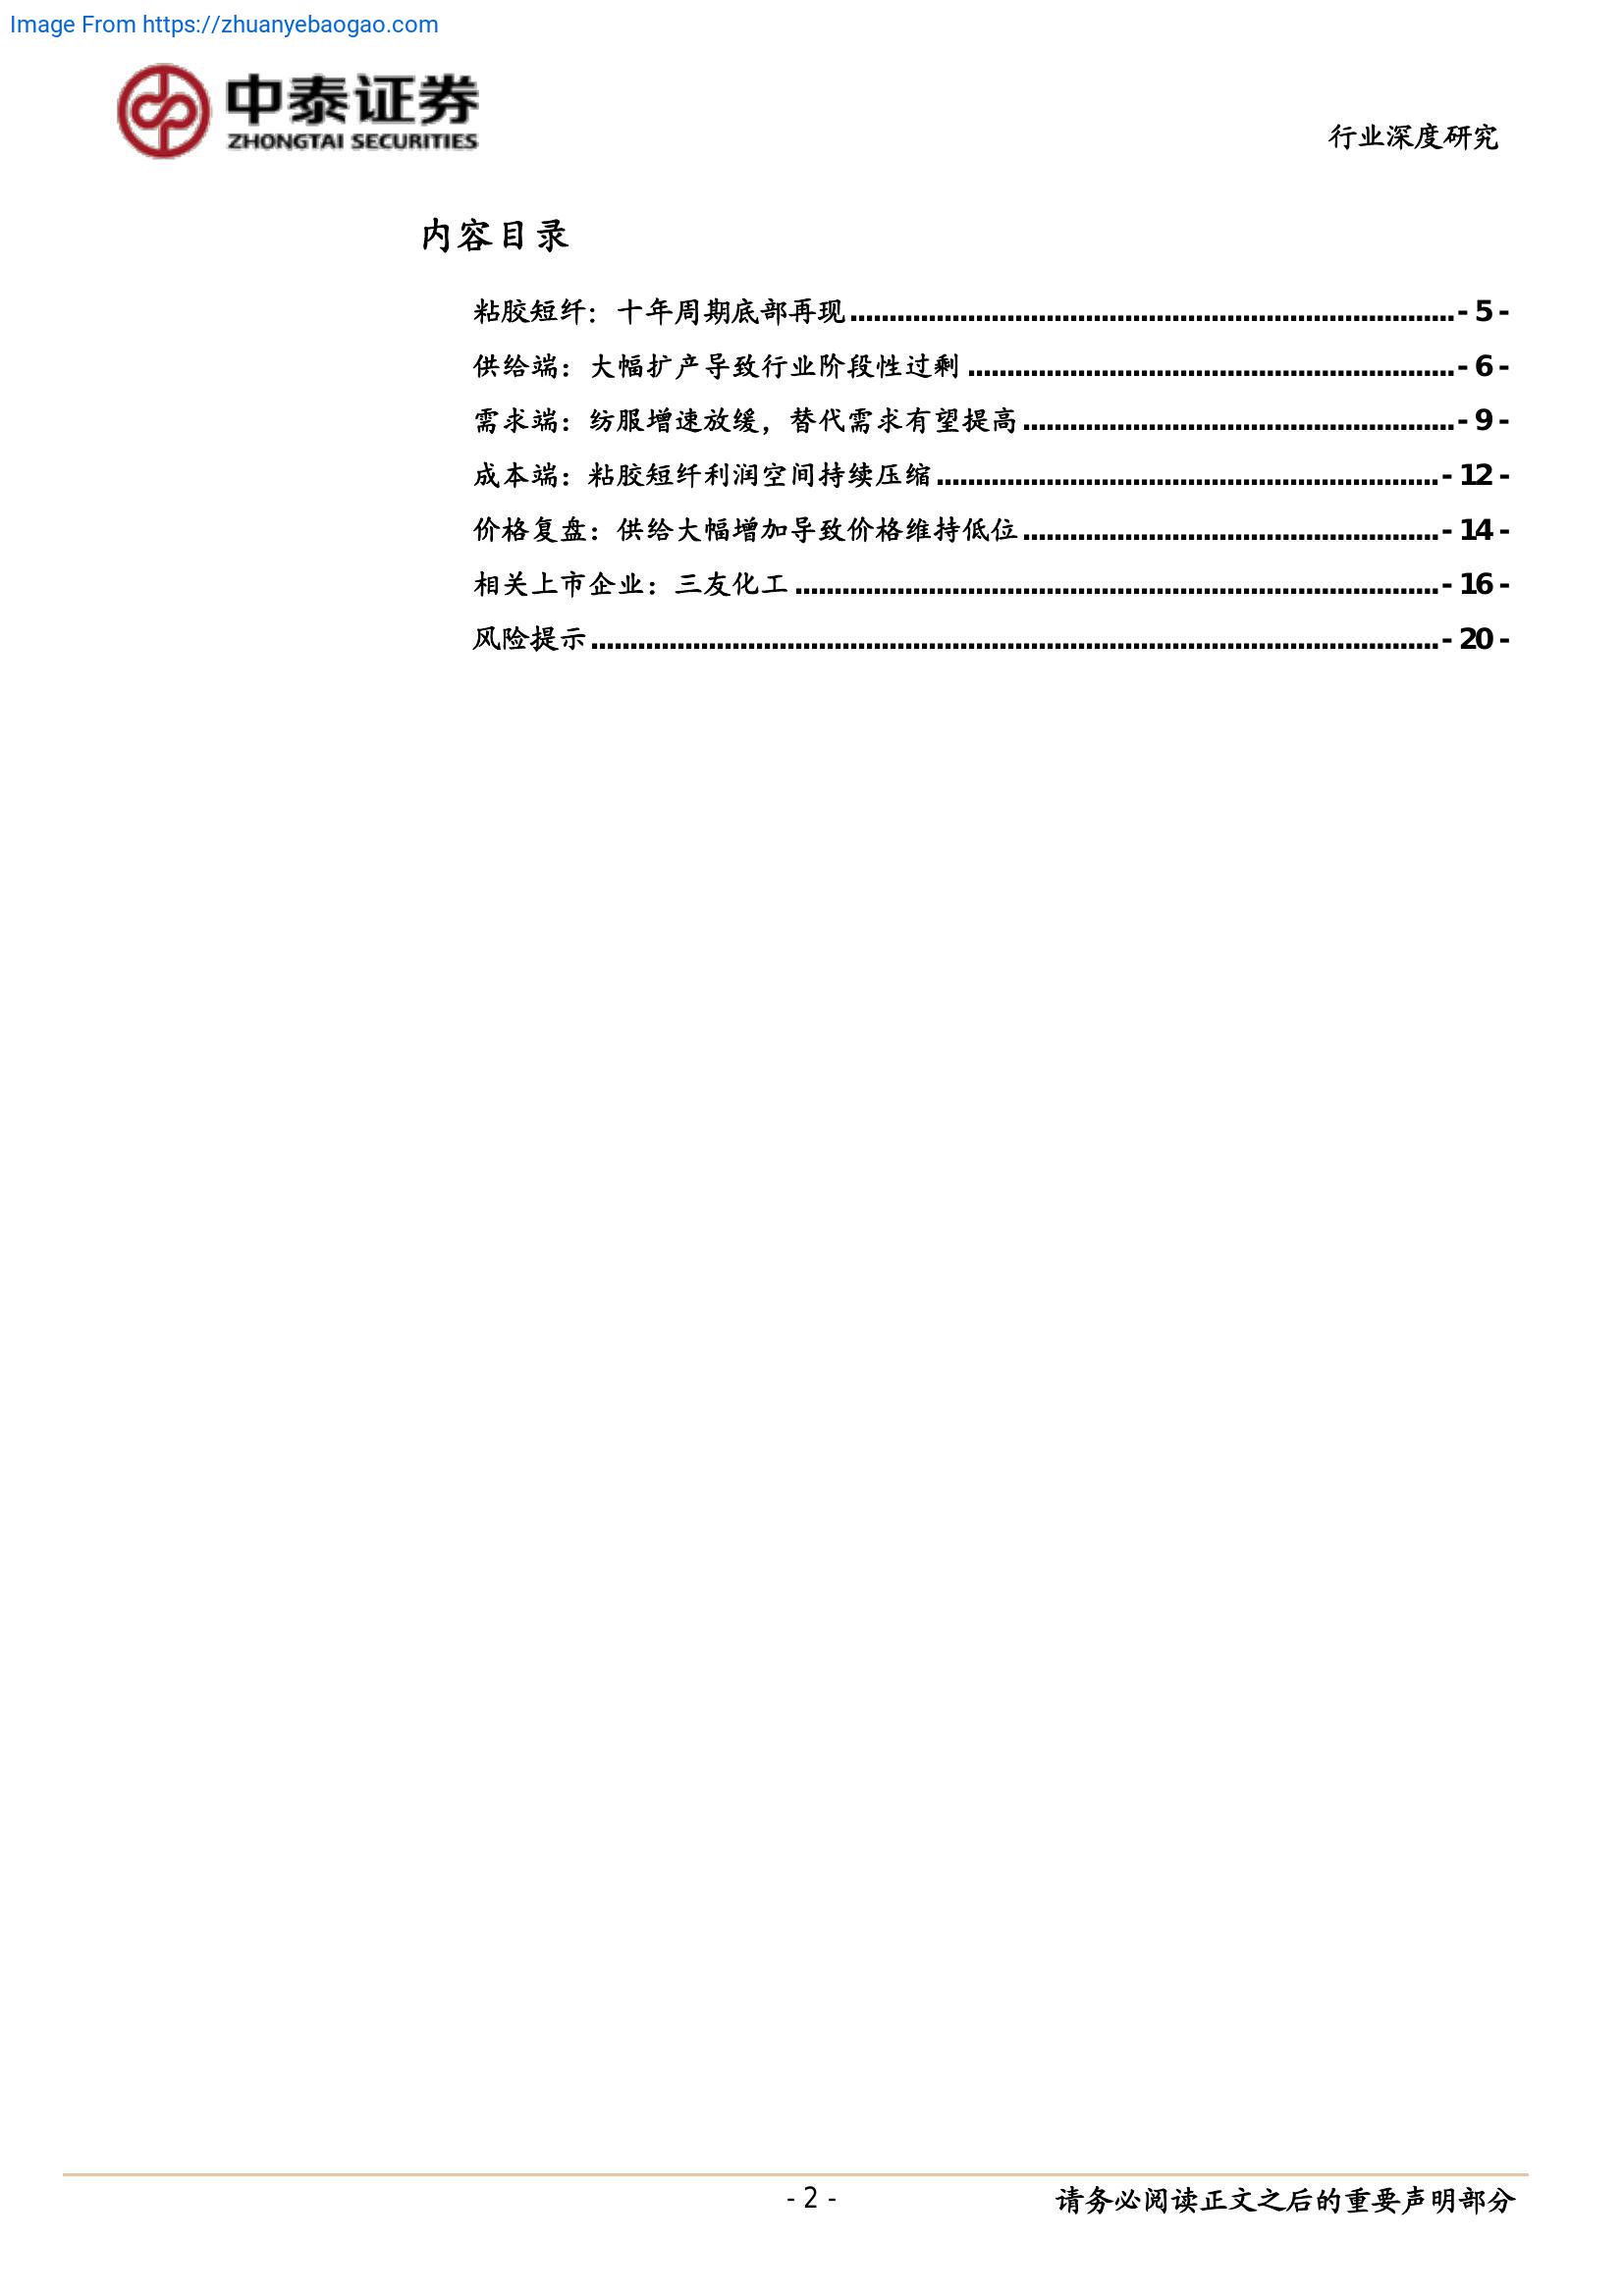 Image From https://zhuanyebaogao.com
中泰证券
ZHONGTAI SECURITIES
行业深度研究
内容目录
粘胶短纤：十年周期底部再现 - 5 -
供给端：大幅扩产导致行业阶段性过剩 - 6 -
需求端：纺服增速放缓，替代需求有望提高 - 9 -
成本端：粘胶短纤利润空间持续压缩 - 12 -
价格复盘：供给大幅增加导致价格维持低位 - 14 -
相关上市企业：三友化工 - 16 -
风险提示 - 20 -
- 2 -
请务必阅读正文之后的重要声明部分